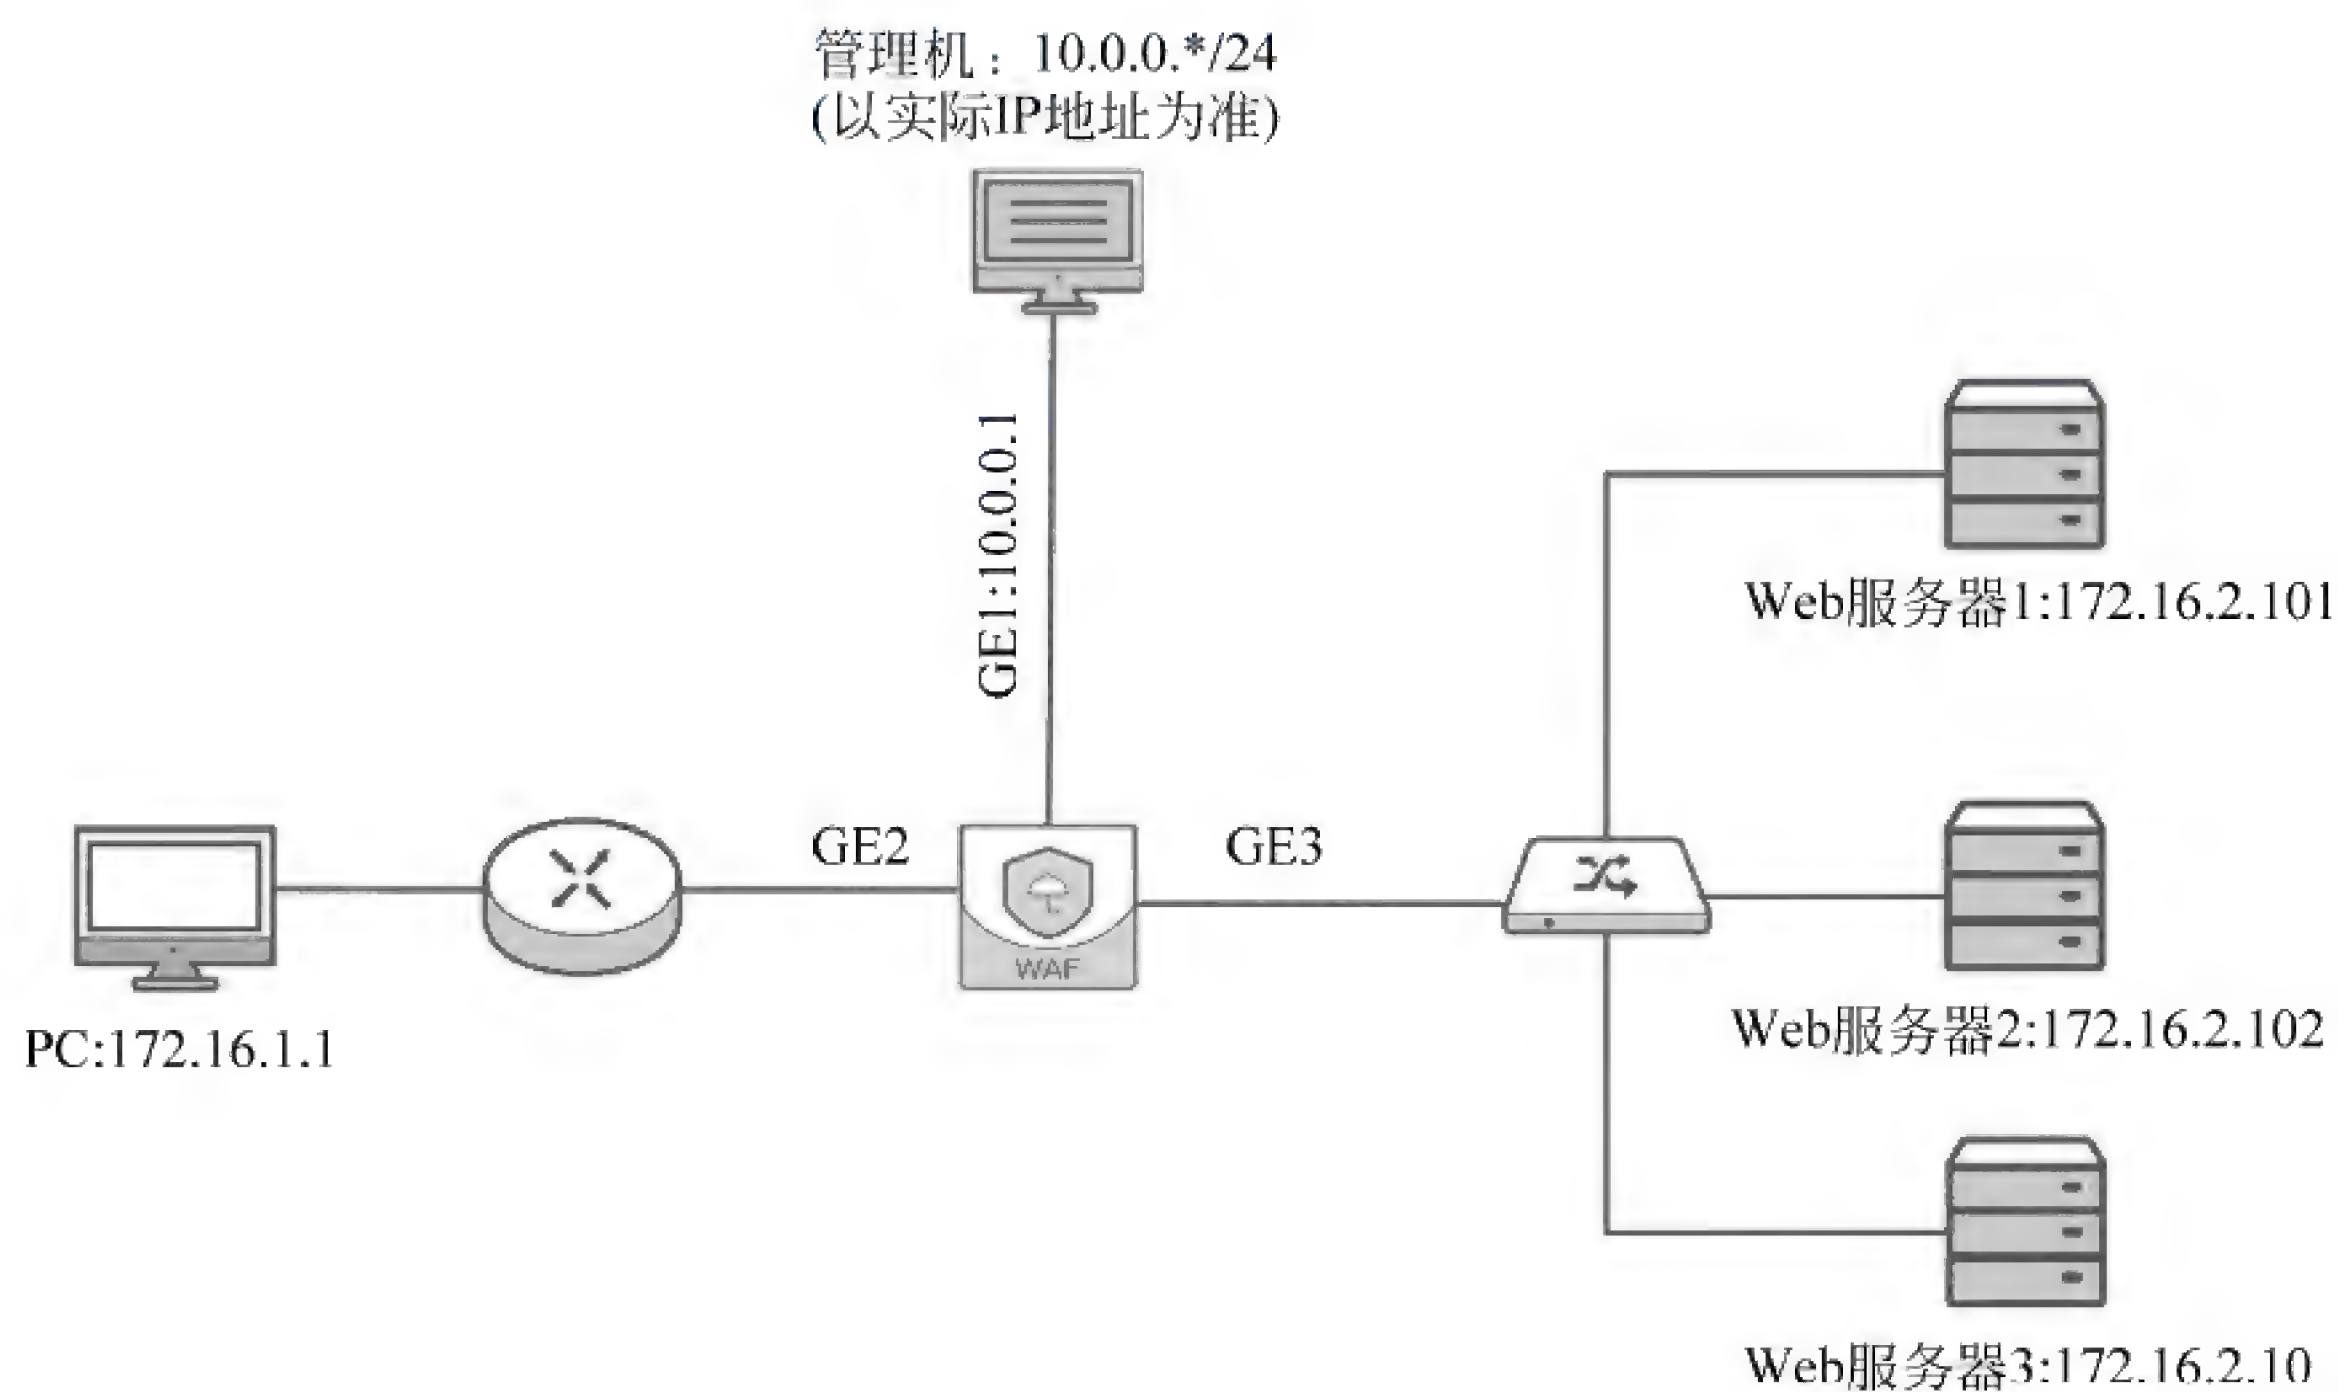 管理机：10.0.0.*/24
(以实际IP地址为准)
GE1:10.0.0.1
Web服务器1:172.16.2.101
GE2
GE3
WAF
PC:172.16.1.1
Web服务器2:172.16.2.102
Web服务器3:172.16.2.10